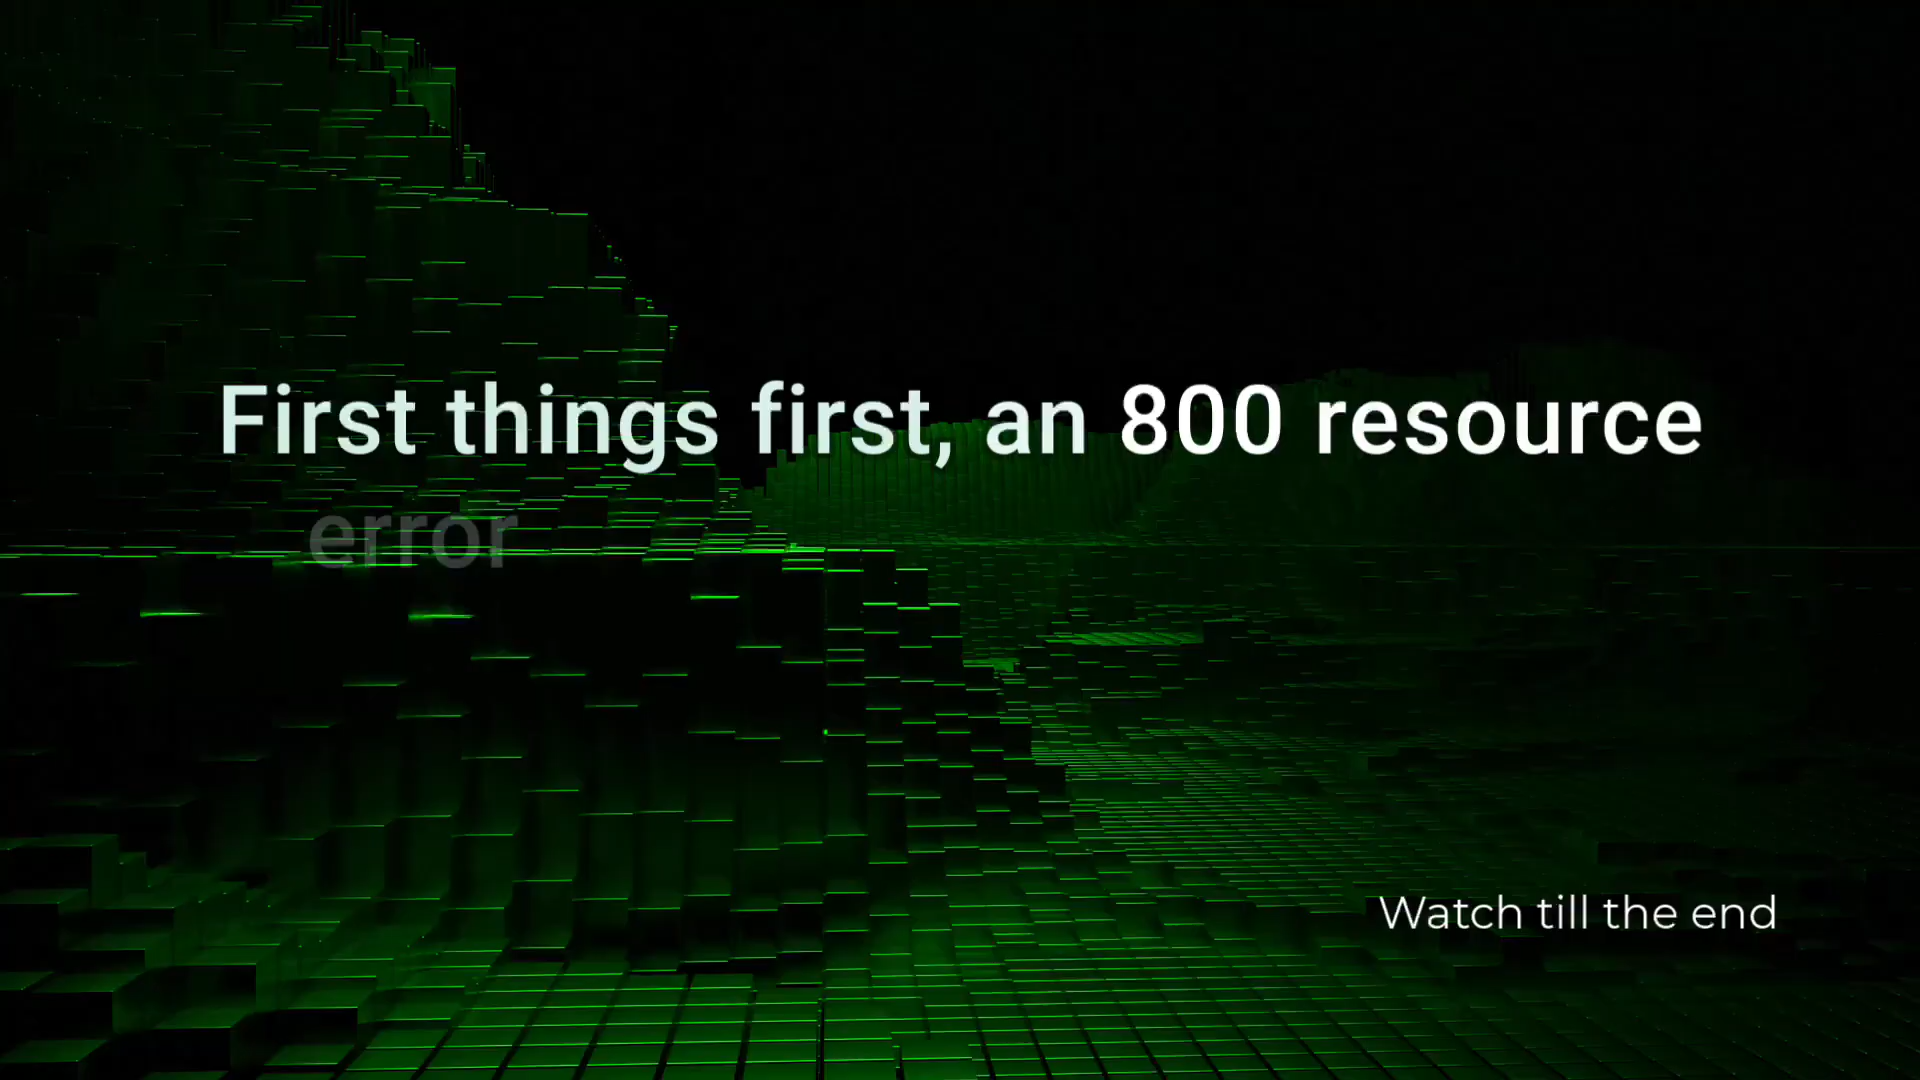 First things first, an 800 resource
error
Watch till the end